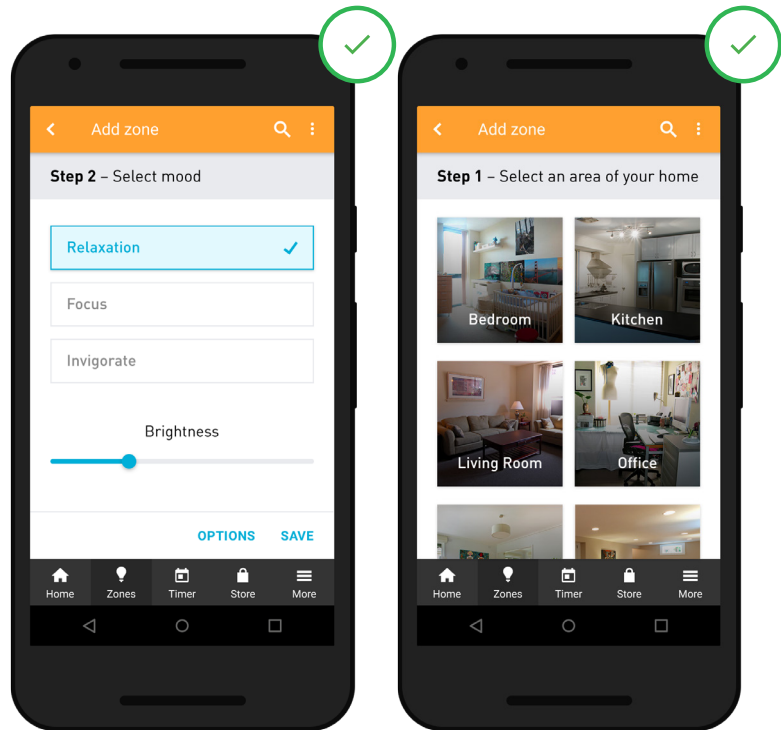 Add zone
Step 2 – Select mood
Relaxation
Focus
Invigorate
Brightness
OPTIONS SAVE
Home Zones Timer Store More
Add zone
Step 1 – Select an area of your home
Bedroom Kitchen
Living Room Office
Home Zones Timer Store More